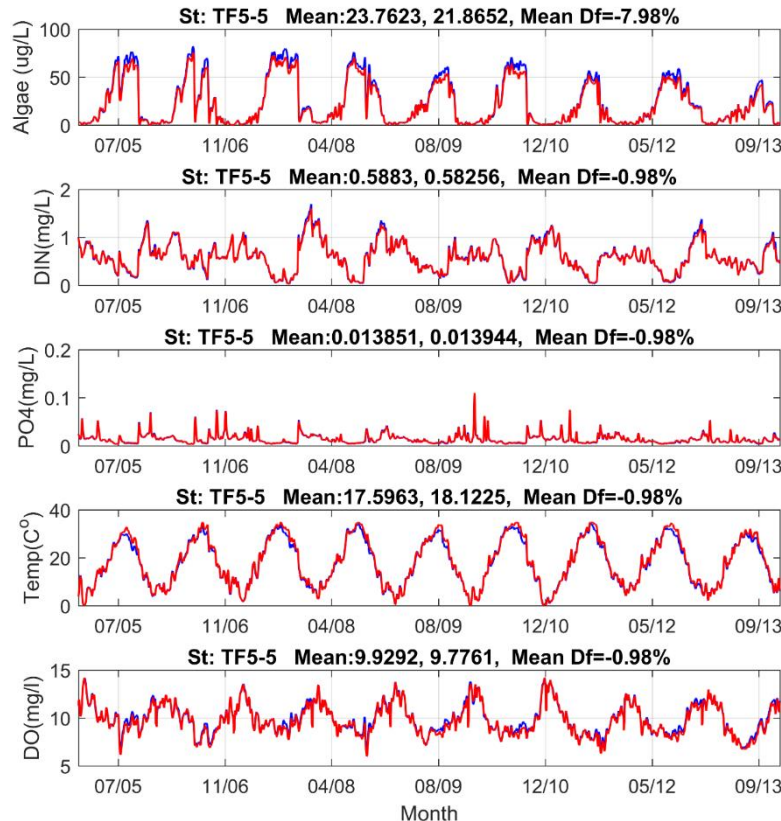 St: TF5-5 Mean:23.7623, 21.8652, Mean Df=-7.98%
Algae (ug/L)
100
50
0
07/05 11/06 04/08 08/09 12/10 05/12 09/13
St: TF5-5 Mean:0.5883, 0.58256, Mean Df=-0.98%
DIN(mg/L)
2
1
0
07/05 11/06 04/08 08/09 12/10 05/12 09/13
St: TF5-5 Mean:0.013851, 0.013944, Mean Df=-0.98%
PO4(mg/L)
0.2
0.1
0
07/05 11/06 04/08 08/09 12/10 05/12 09/13
St: TF5-5 Mean:17.5963, 18.1225, Mean Df=-0.98%
Temp(C°)
40
20
0
07/05 11/06 04/08 08/09 12/10 05/12 09/13
St: TF5-5 Mean:9.9292, 9.7761, Mean Df=-0.98%
DO(mg/l)
15
10
5
07/05 11/06 04/08 08/09 12/10 05/12 09/13
Month